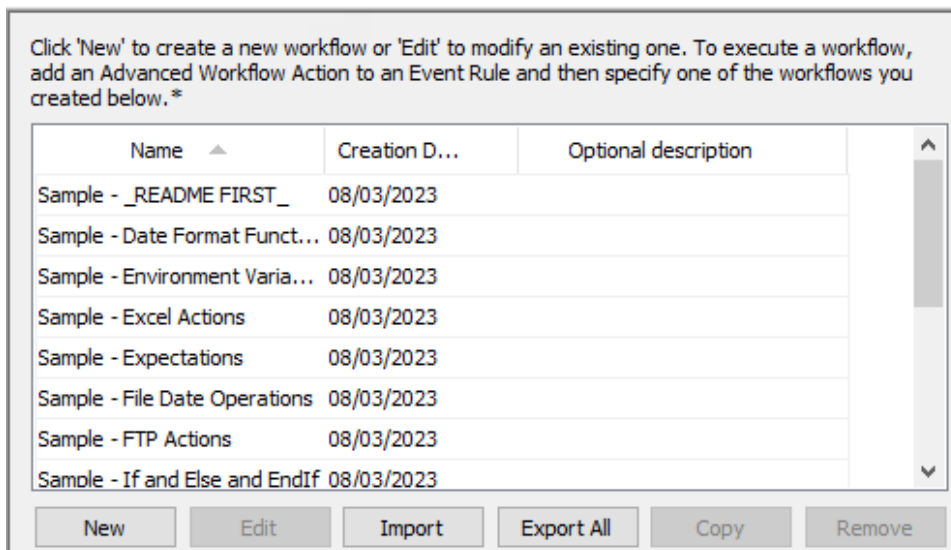 Click 'New' to create a new workflow or 'Edit' to modify an existing one. To execute a workflow,
add an Advanced Workflow Action to an Event Rule and then specify one of the workflows you
created below.*
Name Creation D... Optional description
Sample - _README FIRST_ 08/03/2023
Sample - Date Format Funct... 08/03/2023
Sample - Environment Varia... 08/03/2023
Sample - Excel Actions 08/03/2023
Sample - Expectations 08/03/2023
Sample - File Date Operations 08/03/2023
Sample - FTP Actions 08/03/2023
Sample - If and Else and EndIf 08/03/2023
New Edit Import Export All Copy Remove